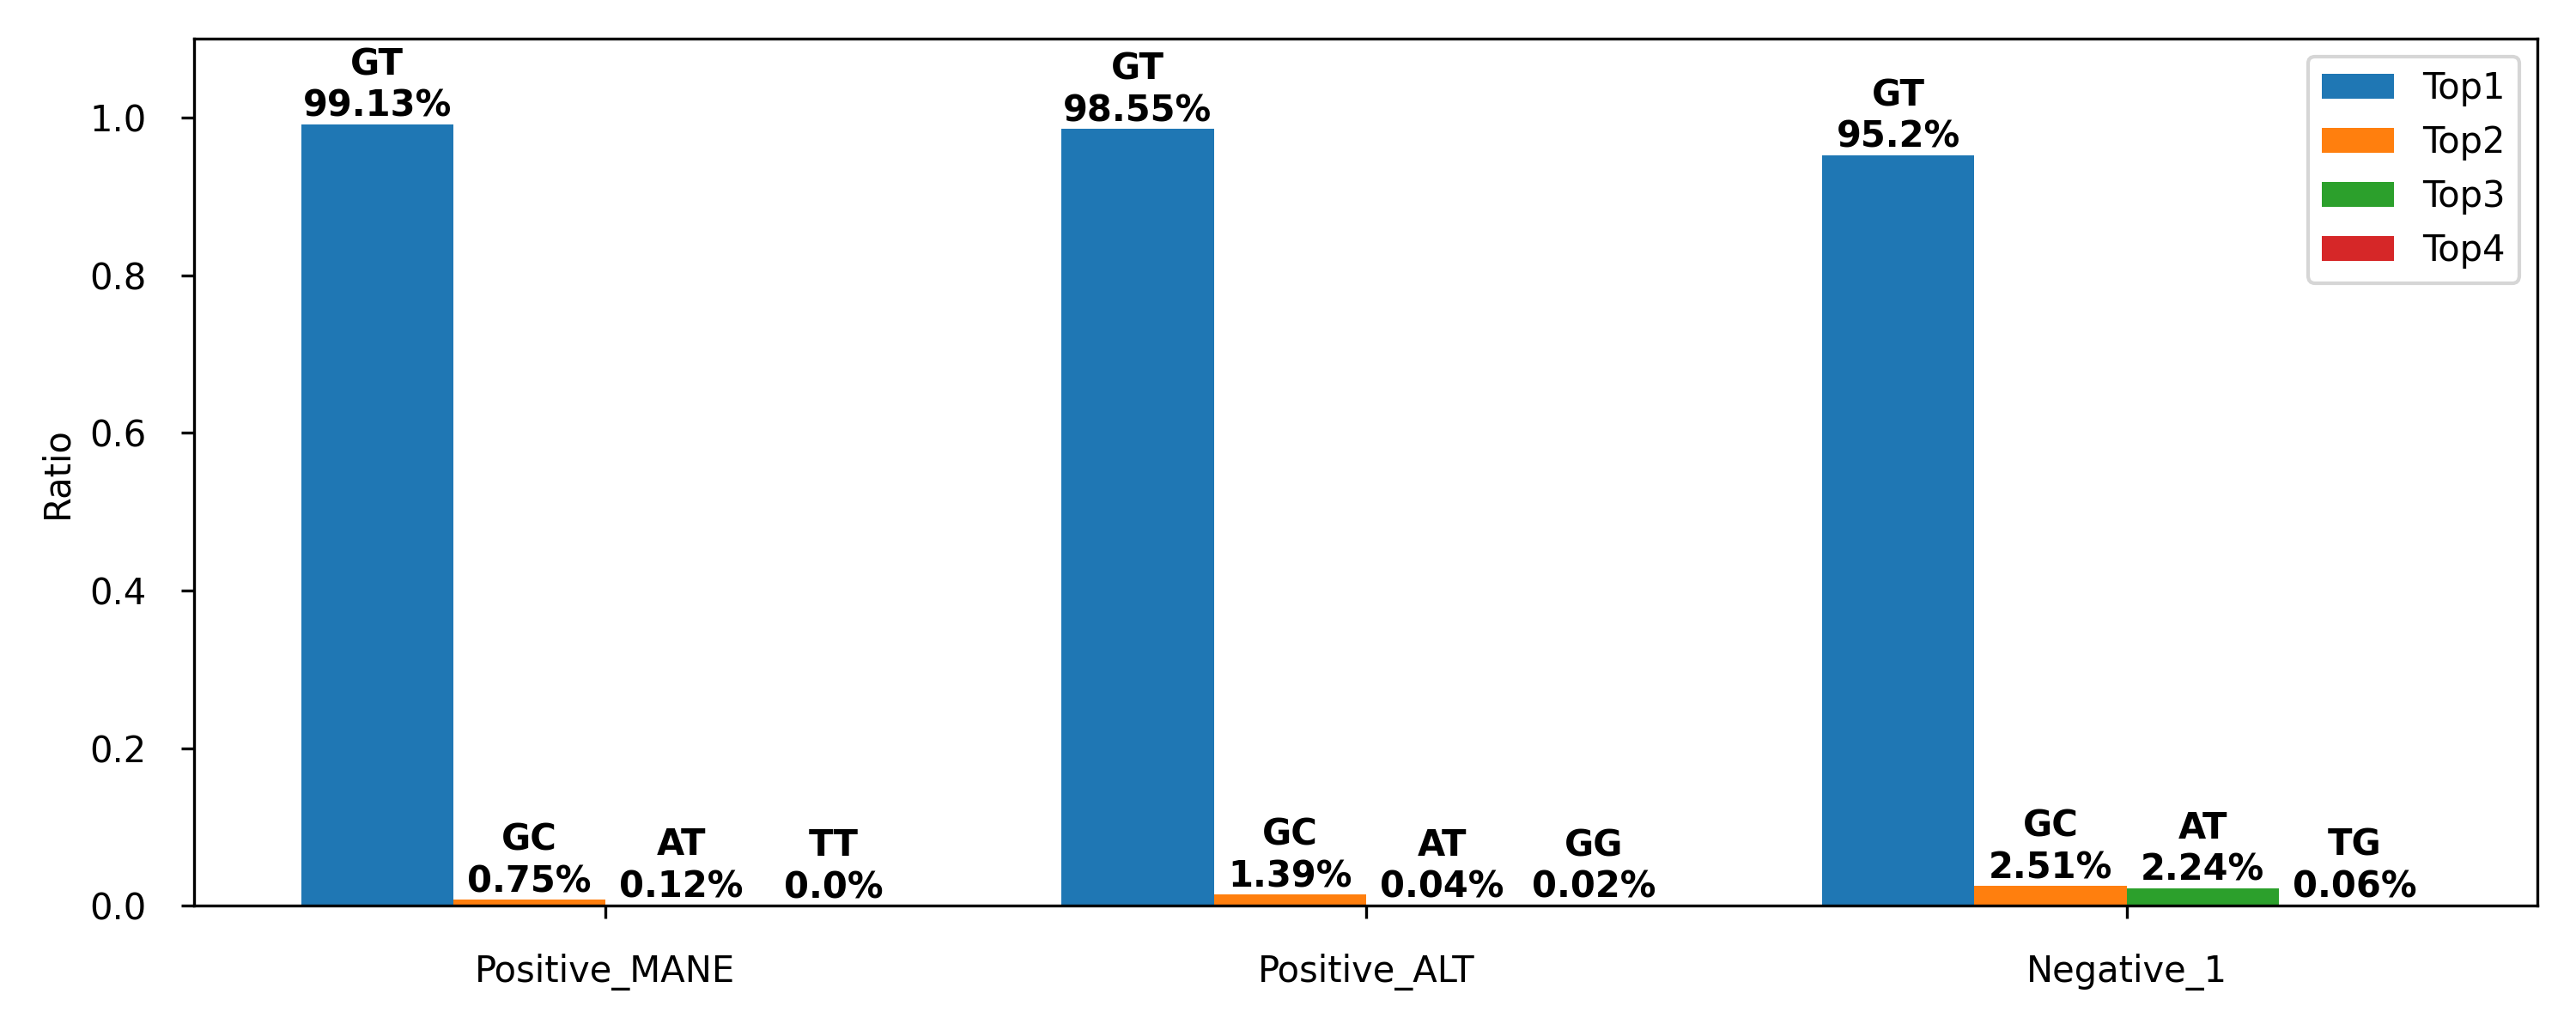 GT
99.13%
GC
0.75%
AT
0.12%
TT
0.0%
GT
98.55%
GC
1.39%
AT
0.04%
GG
0.02%
GT
95.2%
GC
2.51%
AT
2.24%
TG
0.06%
Top1
Top2
Top3
Top4
Ratio
1.0
0.8
0.6
0.4
0.2
0.0
Positive_MANE
Positive_ALT
Negative_1